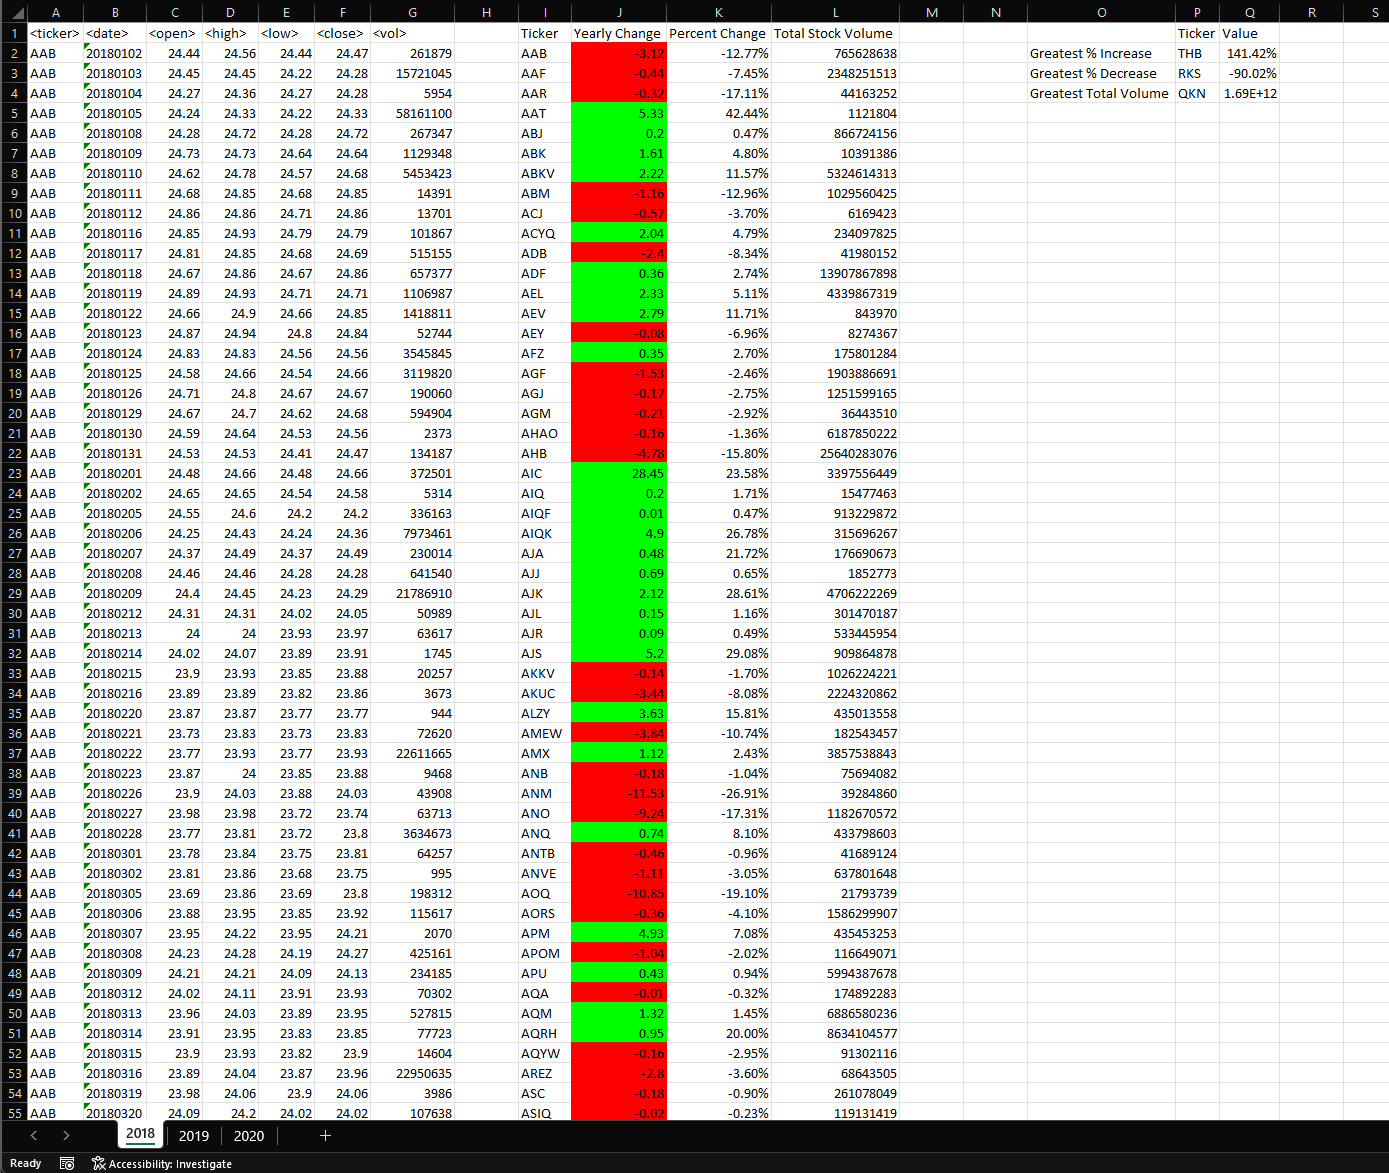 A B C D E F G H I J K L M N O P Q R S
1 <ticker> <date> <open> <high> <low> <close> <vol> Ticker Yearly Change Percent Change Total Stock Volume Ticker Value
2 AAB 20180102 24.44 24.56 24.44 24.47 261879 AAB -3.12 -12.77% 765628638 Greatest % Increase THB 141.42%
3 AAB 20180103 24.45 24.45 24.22 24.28 15721045 AAF -0.44 -7.45% 2348251513 Greatest % Decrease RKS -90.02%
4 AAB 20180104 24.27 24.36 24.27 24.28 5954 AAR -0.32 -17.11% 44163252 Greatest Total Volume QKN 1.69E+12
5 AAB 20180105 24.24 24.33 24.22 24.33 58161100 AAT 5.33 42.44% 1121804
6 AAB 20180108 24.28 24.72 24.28 24.72 267347 ABJ 0.2 0.47% 866724156
7 AAB 20180109 24.73 24.73 24.64 24.64 1129348 ABK 1.61 4.80% 10391386
8 AAB 20180110 24.62 24.78 24.57 24.68 5453423 ABKV 2.22 11.57% 5324614313
9 AAB 20180111 24.68 24.85 24.68 24.85 14391 ABM -1.16 -12.96% 1029560425
10 AAB 20180112 24.86 24.86 24.71 24.86 13701 ACJ -0.57 -3.70% 6169423
11 AAB 20180116 24.85 24.93 24.79 24.79 101867 ACYQ 2.04 4.79% 234097825
12 AAB 20180117 24.81 24.85 24.68 24.69 515155 ADB -2.4 -8.34% 41980152
13 AAB 20180118 24.67 24.86 24.67 24.86 657377 ADF 0.36 2.74% 13907867898
14 AAB 20180119 24.89 24.93 24.71 24.71 1106987 AEL 2.33 5.11% 4339867319
15 AAB 20180122 24.66 24.9 24.66 24.85 1418811 AEV 2.79 11.71% 843970
16 AAB 20180123 24.87 24.94 24.8 24.84 52744 AEY -0.08 -6.96% 8274367
17 AAB 20180124 24.83 24.83 24.56 24.56 3545845 AFZ 0.35 2.70% 175801284
18 AAB 20180125 24.58 24.66 24.54 24.66 3119820 AGF -1.53 -2.46% 1903886691
19 AAB 20180126 24.71 24.8 24.67 24.67 190060 AGJ -0.17 -2.75% 1251599165
20 AAB 20180129 24.67 24.7 24.62 24.68 594904 AGM -0.21 -2.92% 36443510
21 AAB 20180130 24.59 24.64 24.53 24.56 2373 AHAO -0.16 -1.36% 6187850222
22 AAB 20180131 24.53 24.53 24.41 24.47 134187 AHB -4.78 -15.80% 25640283076
23 AAB 20180201 24.48 24.66 24.48 24.66 372501 AIC 28.45 23.58% 3397556449
24 AAB 20180202 24.65 24.65 24.54 24.58 5314 AIQ 0.2 1.71% 15477463
25 AAB 20180205 24.55 24.6 24.2 24.2 336163 AIQF 0.01 0.47% 913229872
26 AAB 20180206 24.25 24.43 24.24 24.36 7973461 AIQK 4.9 26.78% 315696267
27 AAB 20180207 24.37 24.49 24.37 24.49 230014 AJA 0.48 21.72% 176690673
28 AAB 20180208 24.46 24.46 24.28 24.28 641540 AJJ 0.69 0.65% 1852773
29 AAB 20180209 24.4 24.45 24.23 24.29 21786910 AJK 2.12 28.61% 4706222269
30 AAB 20180212 24.31 24.31 24.02 24.05 50989 AJL 0.15 1.16% 301470187
31 AAB 20180213 24 24 23.93 23.97 63617 AJR 0.09 0.49% 533445954
32 AAB 20180214 24.02 24.07 23.89 23.91 1745 AJS 5.2 29.08% 909864878
33 AAB 20180215 23.9 23.93 23.85 23.88 20257 AKKV -0.14 -1.70% 1026224221
34 AAB 20180216 23.89 23.89 23.82 23.86 3673 AKUC -3.44 -8.08% 2224320862
35 AAB 20180220 23.87 23.87 23.77 23.77 944 ALZY 3.63 15.81% 435013558
36 AAB 20180221 23.73 23.83 23.73 23.83 72620 AMEW -3.84 -10.74% 182543457
37 AAB 20180222 23.77 23.93 23.77 23.93 22611665 AMX 1.12 2.43% 3857538843
38 AAB 20180223 23.87 24 23.85 23.88 9468 ANB -0.18 -1.04% 75694082
39 AAB 20180226 23.9 24.03 23.88 24.03 43908 ANM -11.53 -26.91% 39284860
40 AAB 20180227 23.98 23.98 23.72 23.74 63713 ANO -9.24 -17.31% 1182670572
41 AAB 20180228 23.77 23.81 23.72 23.8 3634673 ANQ 0.74 8.10% 433798603
42 AAB 20180301 23.78 23.84 23.75 23.81 64257 ANTB -0.46 -0.96% 41689124
43 AAB 20180302 23.81 23.86 23.68 23.75 995 ANVE -1.11 -3.05% 637801648
44 AAB 20180305 23.69 23.86 23.69 23.8 198312 AOQ -10.85 -19.10% 21793739
45 AAB 20180306 23.88 23.95 23.85 23.92 115617 AORS -0.36 -4.10% 1586299907
46 AAB 20180307 23.95 24.22 23.95 24.21 2070 APM 4.93 7.08% 435453253
47 AAB 20180308 24.23 24.28 24.19 24.27 425161 APOM -1.04 -2.02% 116649071
48 AAB 20180309 24.21 24.21 24.09 24.13 234185 APU 0.43 0.94% 5994387678
49 AAB 20180312 24.02 24.11 23.91 23.93 70302 AQA -0.01 -0.32% 174892283
50 AAB 20180313 23.96 24.03 23.89 23.95 527815 AQM 1.32 1.45% 6886580236
51 AAB 20180314 23.91 23.95 23.83 23.85 77723 AQRH 0.95 20.00% 8634104577
52 AAB 20180315 23.9 23.93 23.82 23.9 14604 AQYW -0.16 -2.95% 91302116
53 AAB 20180316 23.89 24.04 23.87 23.96 22950635 AREZ -2.8 -3.60% 68643505
54 AAB 20180319 23.98 24.06 23.9 24.06 3986 ASC -0.18 -0.90% 261078049
55 AAB 20180320 24.09 24.2 24.02 24.02 107638 ASIQ -0.02 -0.23% 119131419
2018 2019 2020
Ready Accessibility: Investigate